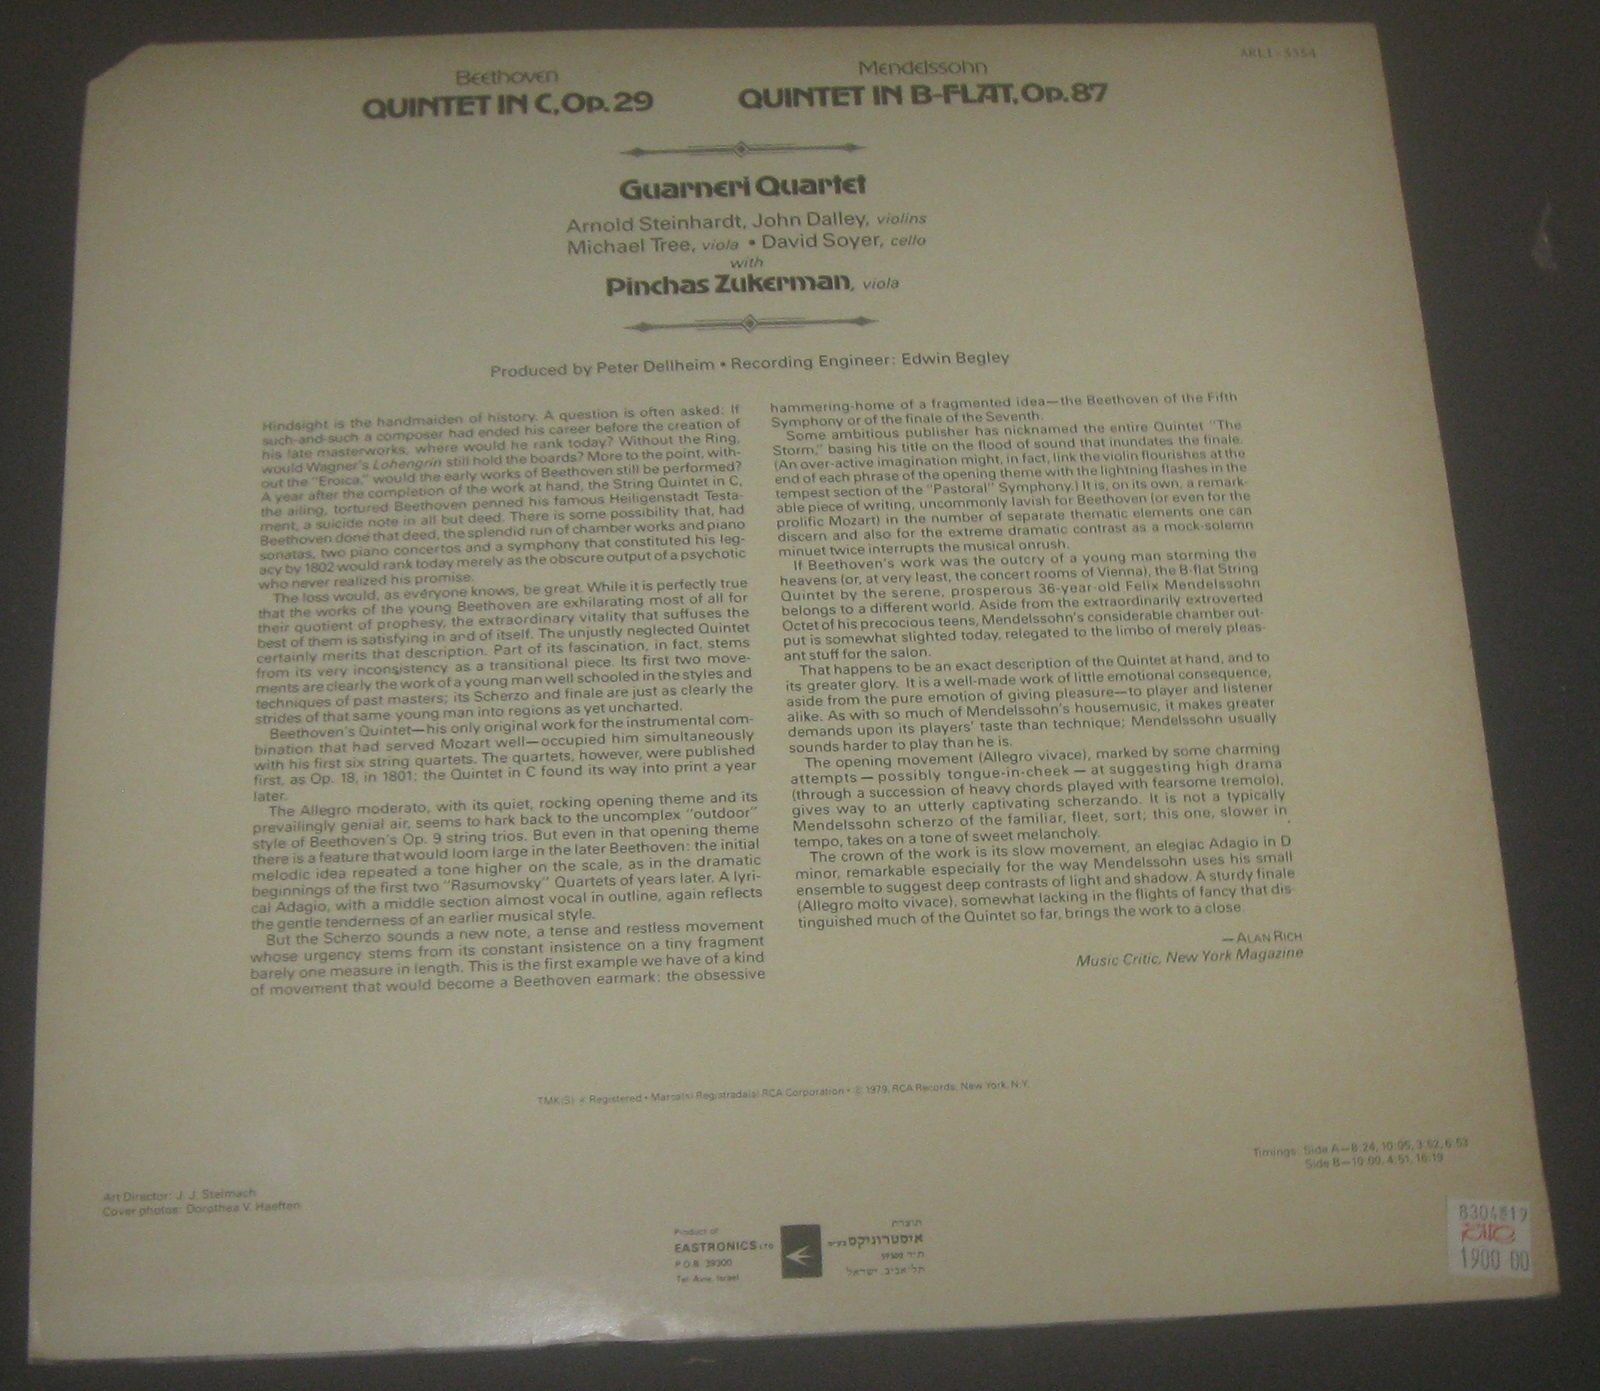 ARL1-3354
Beethoven
QUINTET IN C, Op. 29
Mendelssohn
QUINTET IN B-FLAT, Op. 87
Guarneri Quartet
Arnold Steinhardt, John Dalley, violins
Michael Tree, viola • David Soyer, cello
with
Pinchas Zukerman, viola
Produced by Peter Dellheim • Recording Engineer: Edwin Begley
Hindsight is the handmaiden of history. A question is often asked: If
such-and-such a composer had ended his career before the creation of
his late masterworks, where would he rank today? Without the Ring,
would Wagner's Lohengrin still hold the boards? More to the point, with-
out the "Eroica," would the early works of Beethoven still be performed?
A year after the completion of the work at hand, the String Quintet in C,
the ailing, tortured Beethoven penned his famous Heiligenstadt Testa-
ment, a suicide note in all but deed. There is some possibility that, had
Beethoven done that deed, the splendid run of chamber works and piano
sonatas, two piano concertos and a symphony that constituted his leg-
acy by 1802 would rank today merely as the obscure output of a psychotic
who never realized his promise.
The loss would, as everyone knows, be great. While it is perfectly true
that the works of the young Beethoven are exhilarating most of all for
their quotient of prophesy, the extraordinary vitality that suffuses the
best of them is satisfying in and of itself. The unjustly neglected Quintet
certainly merits that description. Part of its fascination, in fact, stems
from its very inconsistency as a transitional piece. Its first two move-
ments are clearly the work of a young man well schooled in the styles and
techniques of past masters; its Scherzo and finale are just as clearly the
strides of that same young man into regions as yet uncharted.
Beethoven's Quintet—his only original work for the instrumental com-
bination that had served Mozart well—occupied him simultaneously
with his first six string quartets. The quartets, however, were published
first, as Op. 18, in 1801; the Quintet in C found its way into print a year
later.
The Allegro moderato, with its quiet, rocking opening theme and its
prevailingly genial air, seems to hark back to the uncomplex "outdoor"
style of Beethoven's Op. 9 string trios. But even in that opening theme
there is a feature that would loom large in the later Beethoven: the initial
melodic idea repeated a tone higher on the scale, as in the dramatic
beginnings of the first two "Rasumovsky" Quartets of years later. A lyri-
cal Adagio, with a middle section almost vocal in outline, again reflects
the gentle tenderness of an earlier musical style.
But the Scherzo sounds a new note, a tense and restless movement
whose urgency stems from its constant insistence on a tiny fragment
barely one measure in length. This is the first example we have of a kind
of movement that would become a Beethoven earmark: the obsessive
hammering-home of a fragmented idea—the Beethoven of the Fifth
Symphony or of the finale of the Seventh.
Some ambitious publisher has nicknamed the entire Quintet "The
Storm," basing his title on the flood of sound that inundates the finale.
(An over-active imagination might, in fact, link the violin flourishes at the
end of each phrase of the opening theme with the lightning flashes in the
tempest section of the "Pastoral" Symphony.) It is, on its own, a remark-
able piece of writing, uncommonly lavish for Beethoven (or even for the
prolific Mozart) in the number of separate thematic elements one can
discern and also for the extreme dramatic contrast as a mock-solemn
minuet twice interrupts the musical onrush.
If Beethoven's work was the outcry of a young man storming the
heavens (or, at very least, the concert rooms of Vienna), the B-flat String
Quintet by the serene, prosperous 36-year-old Felix Mendelssohn
belongs to a different world. Aside from the extraordinarily extroverted
Octet of his precocious teens, Mendelssohn's considerable chamber out-
put is somewhat slighted today, relegated to the limbo of merely pleas-
ant stuff for the salon.
That happens to be an exact description of the Quintet at hand, and to
its greater glory. It is a well-made work of little emotional consequence,
aside from the pure emotion of giving pleasure—to player and listener
alike. As with so much of Mendelssohn's housemusic, it makes greater
demands upon its players' taste than technique; Mendelssohn usually
sounds harder to play than he is.
The opening movement (Allegro vivace), marked by some charming
attempts — possibly tongue-in-cheek — at suggesting high drama
(through a succession of heavy chords played with fearsome tremolo),
gives way to an utterly captivating scherzando. It is not a typically
Mendelssohn scherzo of the familiar, fleet, sort; this one, slower in
tempo, takes on a tone of sweet melancholy.
The crown of the work is its slow movement, an elegiac Adagio in D
minor, remarkable especially for the way Mendelssohn uses his small
ensemble to suggest deep contrasts of light and shadow. A sturdy finale
(Allegro molto vivace), somewhat lacking in the flights of fancy that dis-
tinguished much of the Quintet so far, brings the work to a close.
—ALAN RICH
Music Critic, New York Magazine
TMK(S) ® Registered • Marca(s) Registrada(s) RCA Corporation • ℗ 1979, RCA Records, New York, N.Y.
Timings: Side A—8:24, 10:05, 3:52, 6:53
Side B—10:00, 4:51, 16:19
Art Director: J. J. Stelmach
Cover photos: Dorothea V. Haeften
Product of
EASTRONICS LTD
P.O.B. 39300
Tel Aviv, Israel
תוצרת
איסטרוניקס בע"מ
ת"ד 39300
תל-אביב, ישראל
8304819
1900 00